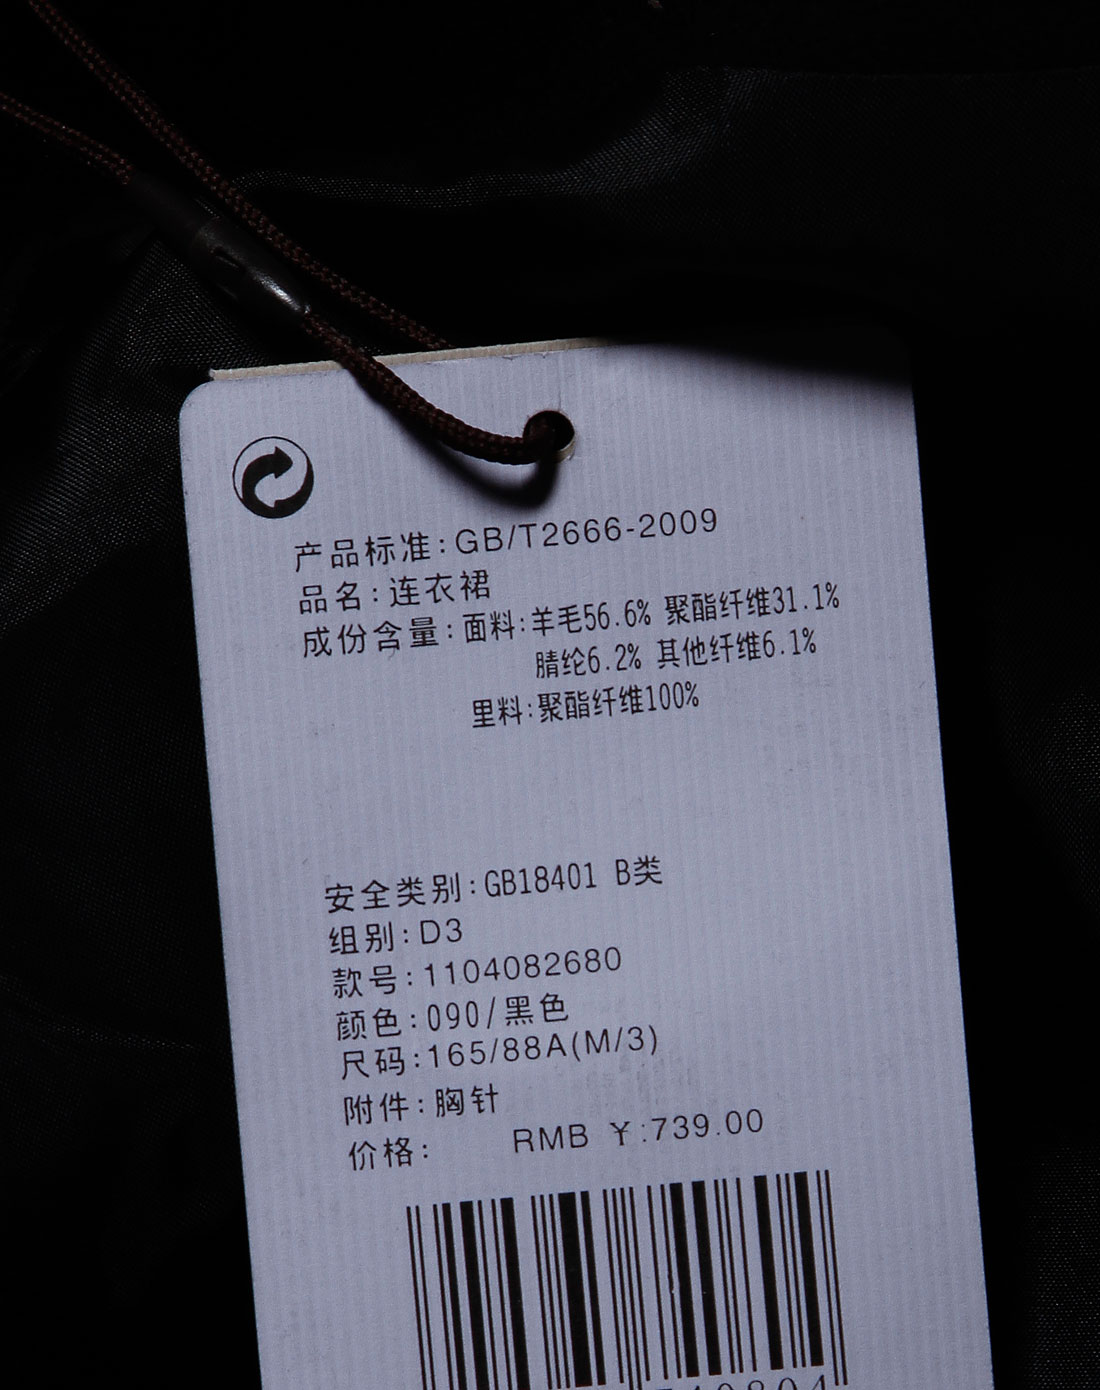 产品标准:GB/T2666-2009
品名:连衣裙
成份含量:面料:羊毛56.6% 聚酯纤维31.1%
腈纶6.2% 其他纤维6.1%
里料:聚酯纤维100%
安全类别:GB18401 B类
组别:D3
款号:1104082680
颜色:090/黑色
尺码:165/88A(M/3)
附件:胸针
价格: RMB ￥:739.00